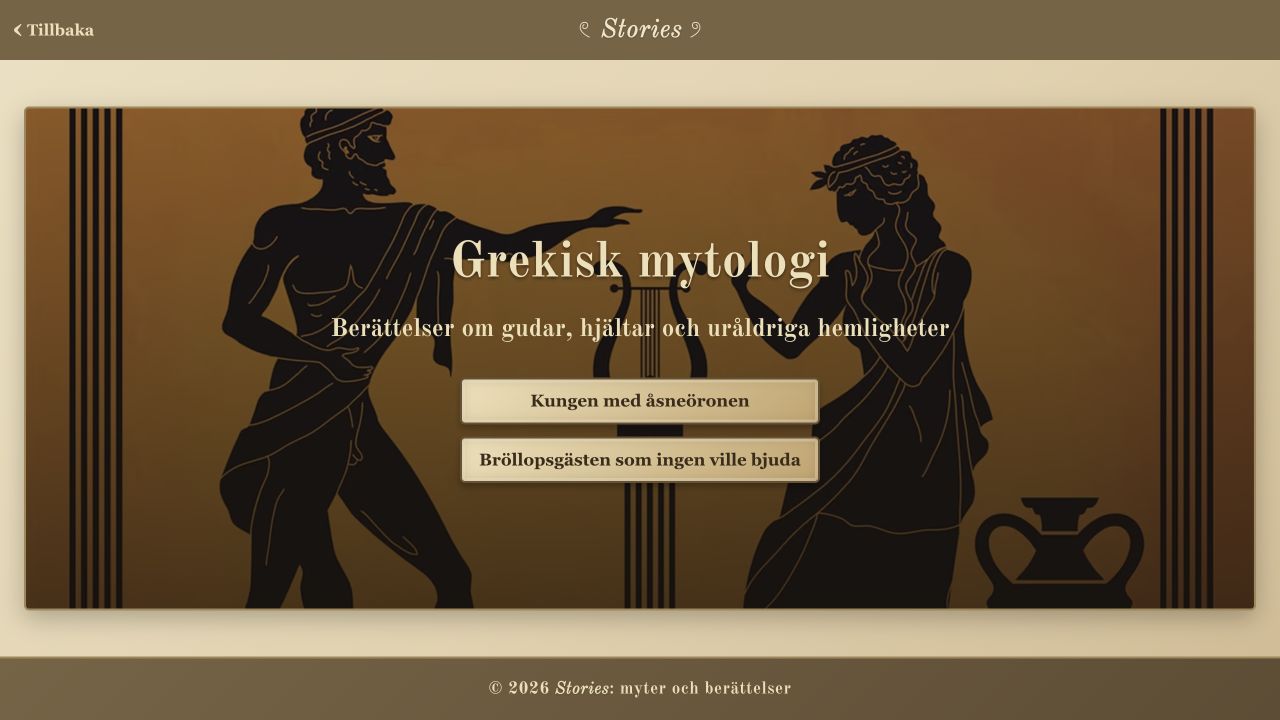 Tillbaka
Stories
Grekisk mytologi
Berättelser om gudar, hjältar och uråldriga hemligheter
Kungen med åsneöronen
Bröllopsgästen som ingen ville bjuda
© 2026 Stories: myter och berättelser